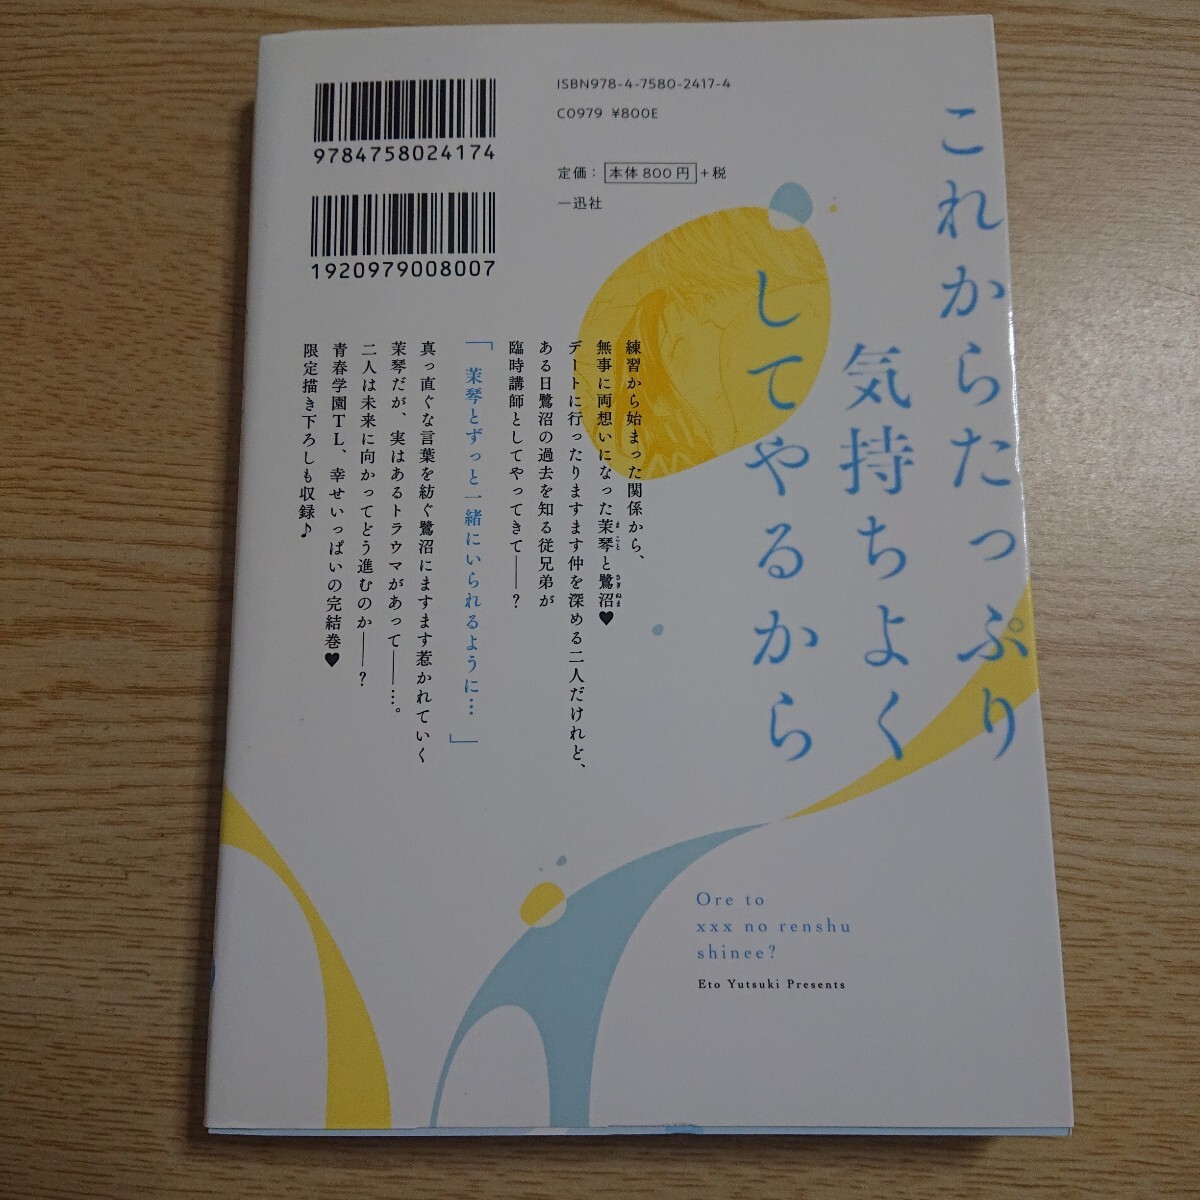 9784758024174
1920979008007
ISBN978-4-7580-2417-4
C0979 ¥800E
定価：本体800円+税
一迅社
これからたっぷり
気持ちよく
してやるから
練習から始まった関係から、
無事に両想いになった茉琴と鷺沼♥
まこと
さぎぬま
デートに行ったりますます仲を深める二人だけれど、
ある日鷺沼の過去を知る従兄弟が
臨時講師としてやってきて――？
「茉琴とずっと一緒にいられるように…」
真っ直ぐな言葉を紡ぐ鷺沼にますます惹かれていく
茉琴だが、実はあるトラウマがあって――…。
二人は未来に向かってどう進むのか――？
青春学園TL、幸せいっぱいの完結巻♥
限定描き下ろしも収録♪
Ore to
xxx no renshu
shinee?
Eto Yutsuki Presents